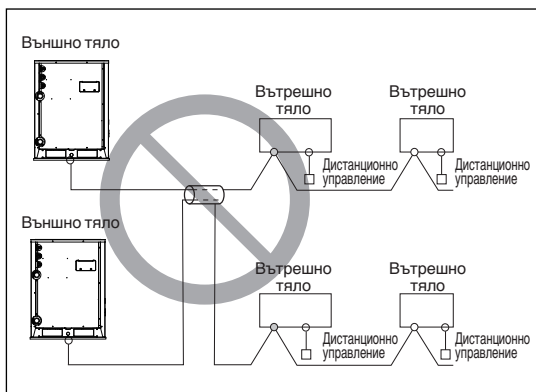 Външно тяло
Вътрешно
тяло
Вътрешно
тяло
Дистанционно
управление
Дистанционно
управление
Външно тяло
Вътрешно
тяло
Вътрешно
тяло
Дистанционно
управление
Дистанционно
управление